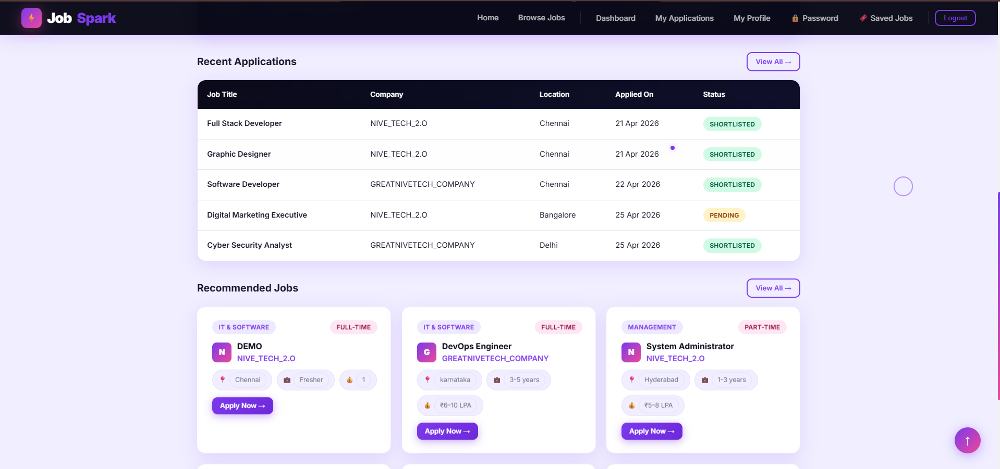 Job Spark Home Browse Jobs Dashboard My Applications My Profile Password Saved Jobs Logout
Recent Applications View All →
Job Title Company Location Applied On Status
Full Stack Developer NIVE_TECH_2.O Chennai 21 Apr 2026 SHORTLISTED
Graphic Designer NIVE_TECH_2.O Chennai 21 Apr 2026 SHORTLISTED
Software Developer GREATNIVETECH_COMPANY Chennai 22 Apr 2026 SHORTLISTED
Digital Marketing Executive NIVE_TECH_2.O Bangalore 25 Apr 2026 PENDING
Cyber Security Analyst GREATNIVETECH_COMPANY Delhi 25 Apr 2026 SHORTLISTED
Recommended Jobs View All →
IT & SOFTWARE FULL-TIME
N DEMO
NIVE_TECH_2.O
Chennai Fresher 1
Apply Now →
IT & SOFTWARE FULL-TIME
G DevOps Engineer
GREATNIVETECH_COMPANY
karnataka 3-5 years
₹6–10 LPA
Apply Now →
MANAGEMENT PART-TIME
N System Administrator
NIVE_TECH_2.O
Hyderabad 1-3 years
₹5–8 LPA
Apply Now →
↑